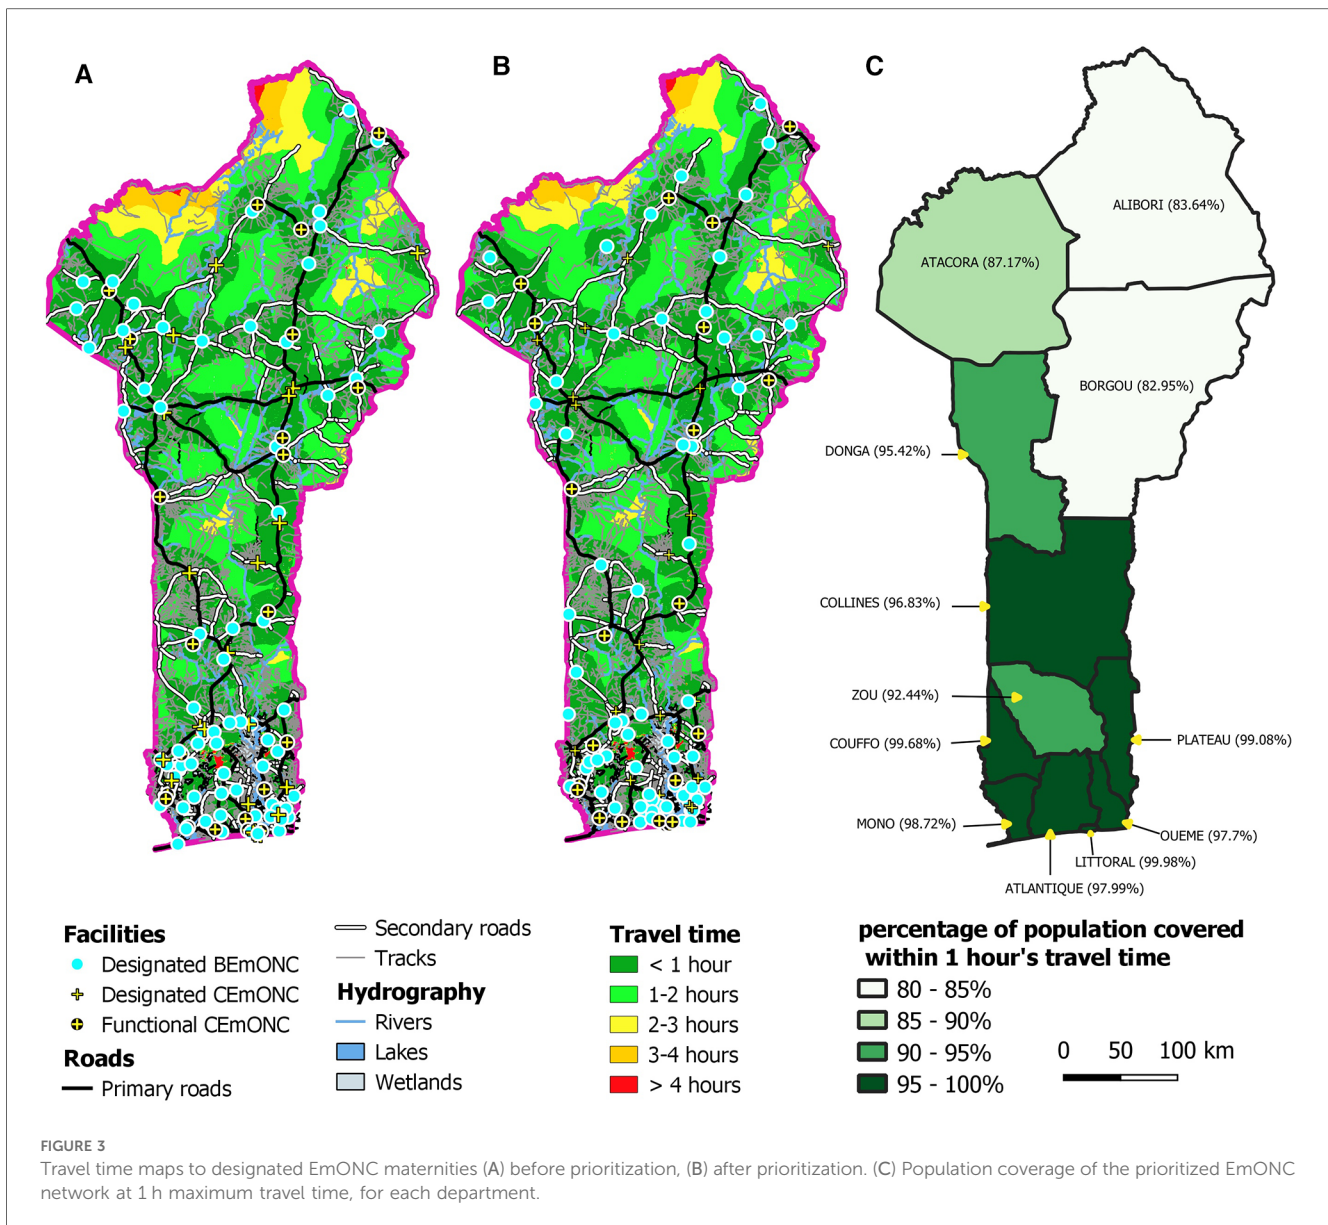 A
B
C
ALIBORI (83.64%)
ATACORA (87.17%)
BORGOU (82.95%)
DONGA (95.42%)
COLLINES (96.83%)
ZOU (92.44%)
COUFFO (99.68%)
PLATEAU (99.08%)
MONO (98.72%)
OUEME (97.7%)
LITTORAL (99.98%)
ATLANTIQUE (97.99%)
Facilities
Designated BEmONC
Designated CEmONC
Functional CEmONC
Roads
Primary roads
Secondary roads
Tracks
Hydrography
Rivers
Lakes
Wetlands
Travel time
< 1 hour
1-2 hours
2-3 hours
3-4 hours
> 4 hours
percentage of population covered
within 1 hour's travel time
80 - 85%
85 - 90%
90 - 95%
95 - 100%
0 50 100 km
FIGURE 3
Travel time maps to designated EmONC maternities (A) before prioritization, (B) after prioritization. (C) Population coverage of the prioritized EmONC
network at 1 h maximum travel time, for each department.